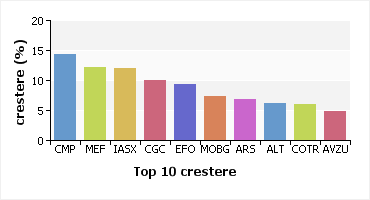 crestere (%)
20
15
10
5
0
CMP MEF IASX CGC EFO MOBG ARS ALT COTR AVZU
Top 10 crestere